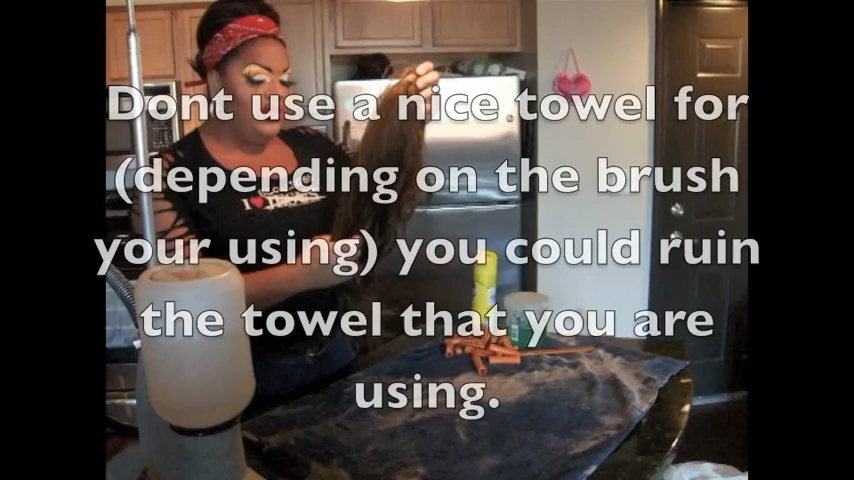 Dont use a nice towel for
(depending on the brush
your using) you could ruin
the towel that you are
using.
I ❤